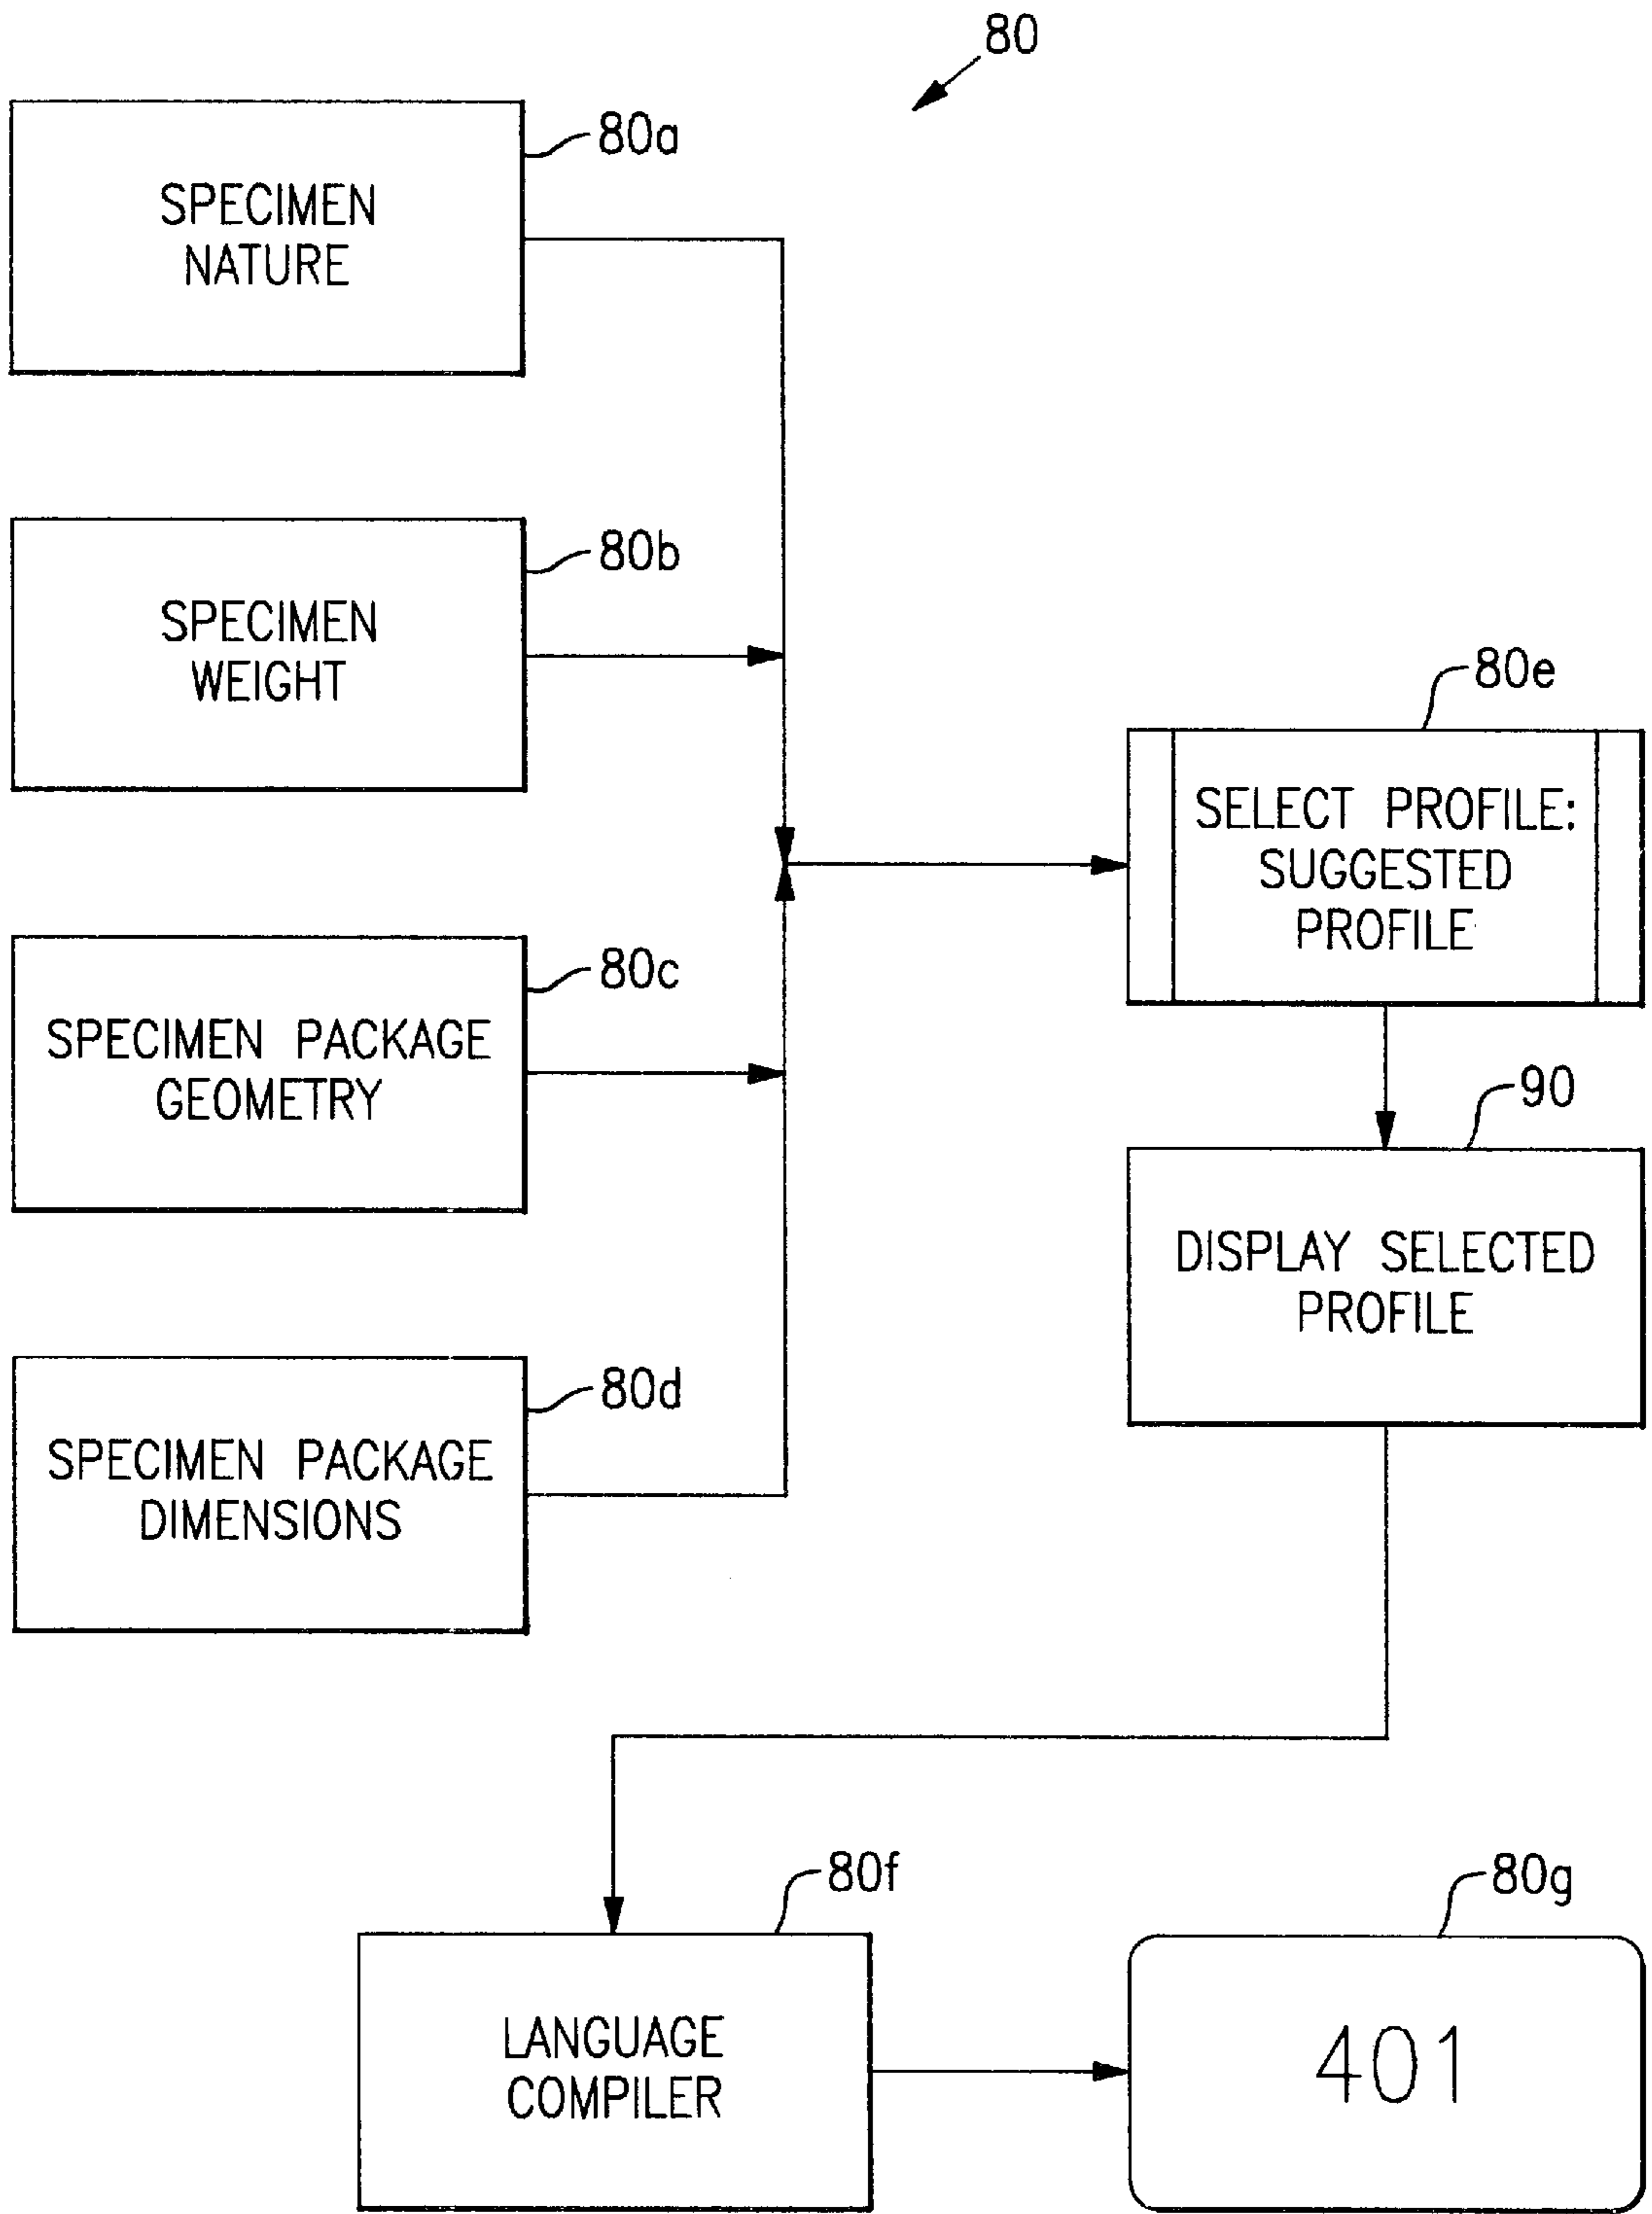 80
80a
SPECIMEN
NATURE
80b
SPECIMEN
WEIGHT
80e
SELECT PROFILE:
SUGGESTED
PROFILE
80c
SPECIMEN PACKAGE
GEOMETRY
90
DISPLAY SELECTED
PROFILE
80d
SPECIMEN PACKAGE
DIMENSIONS
80f
LANGUAGE
COMPILER
80g
401